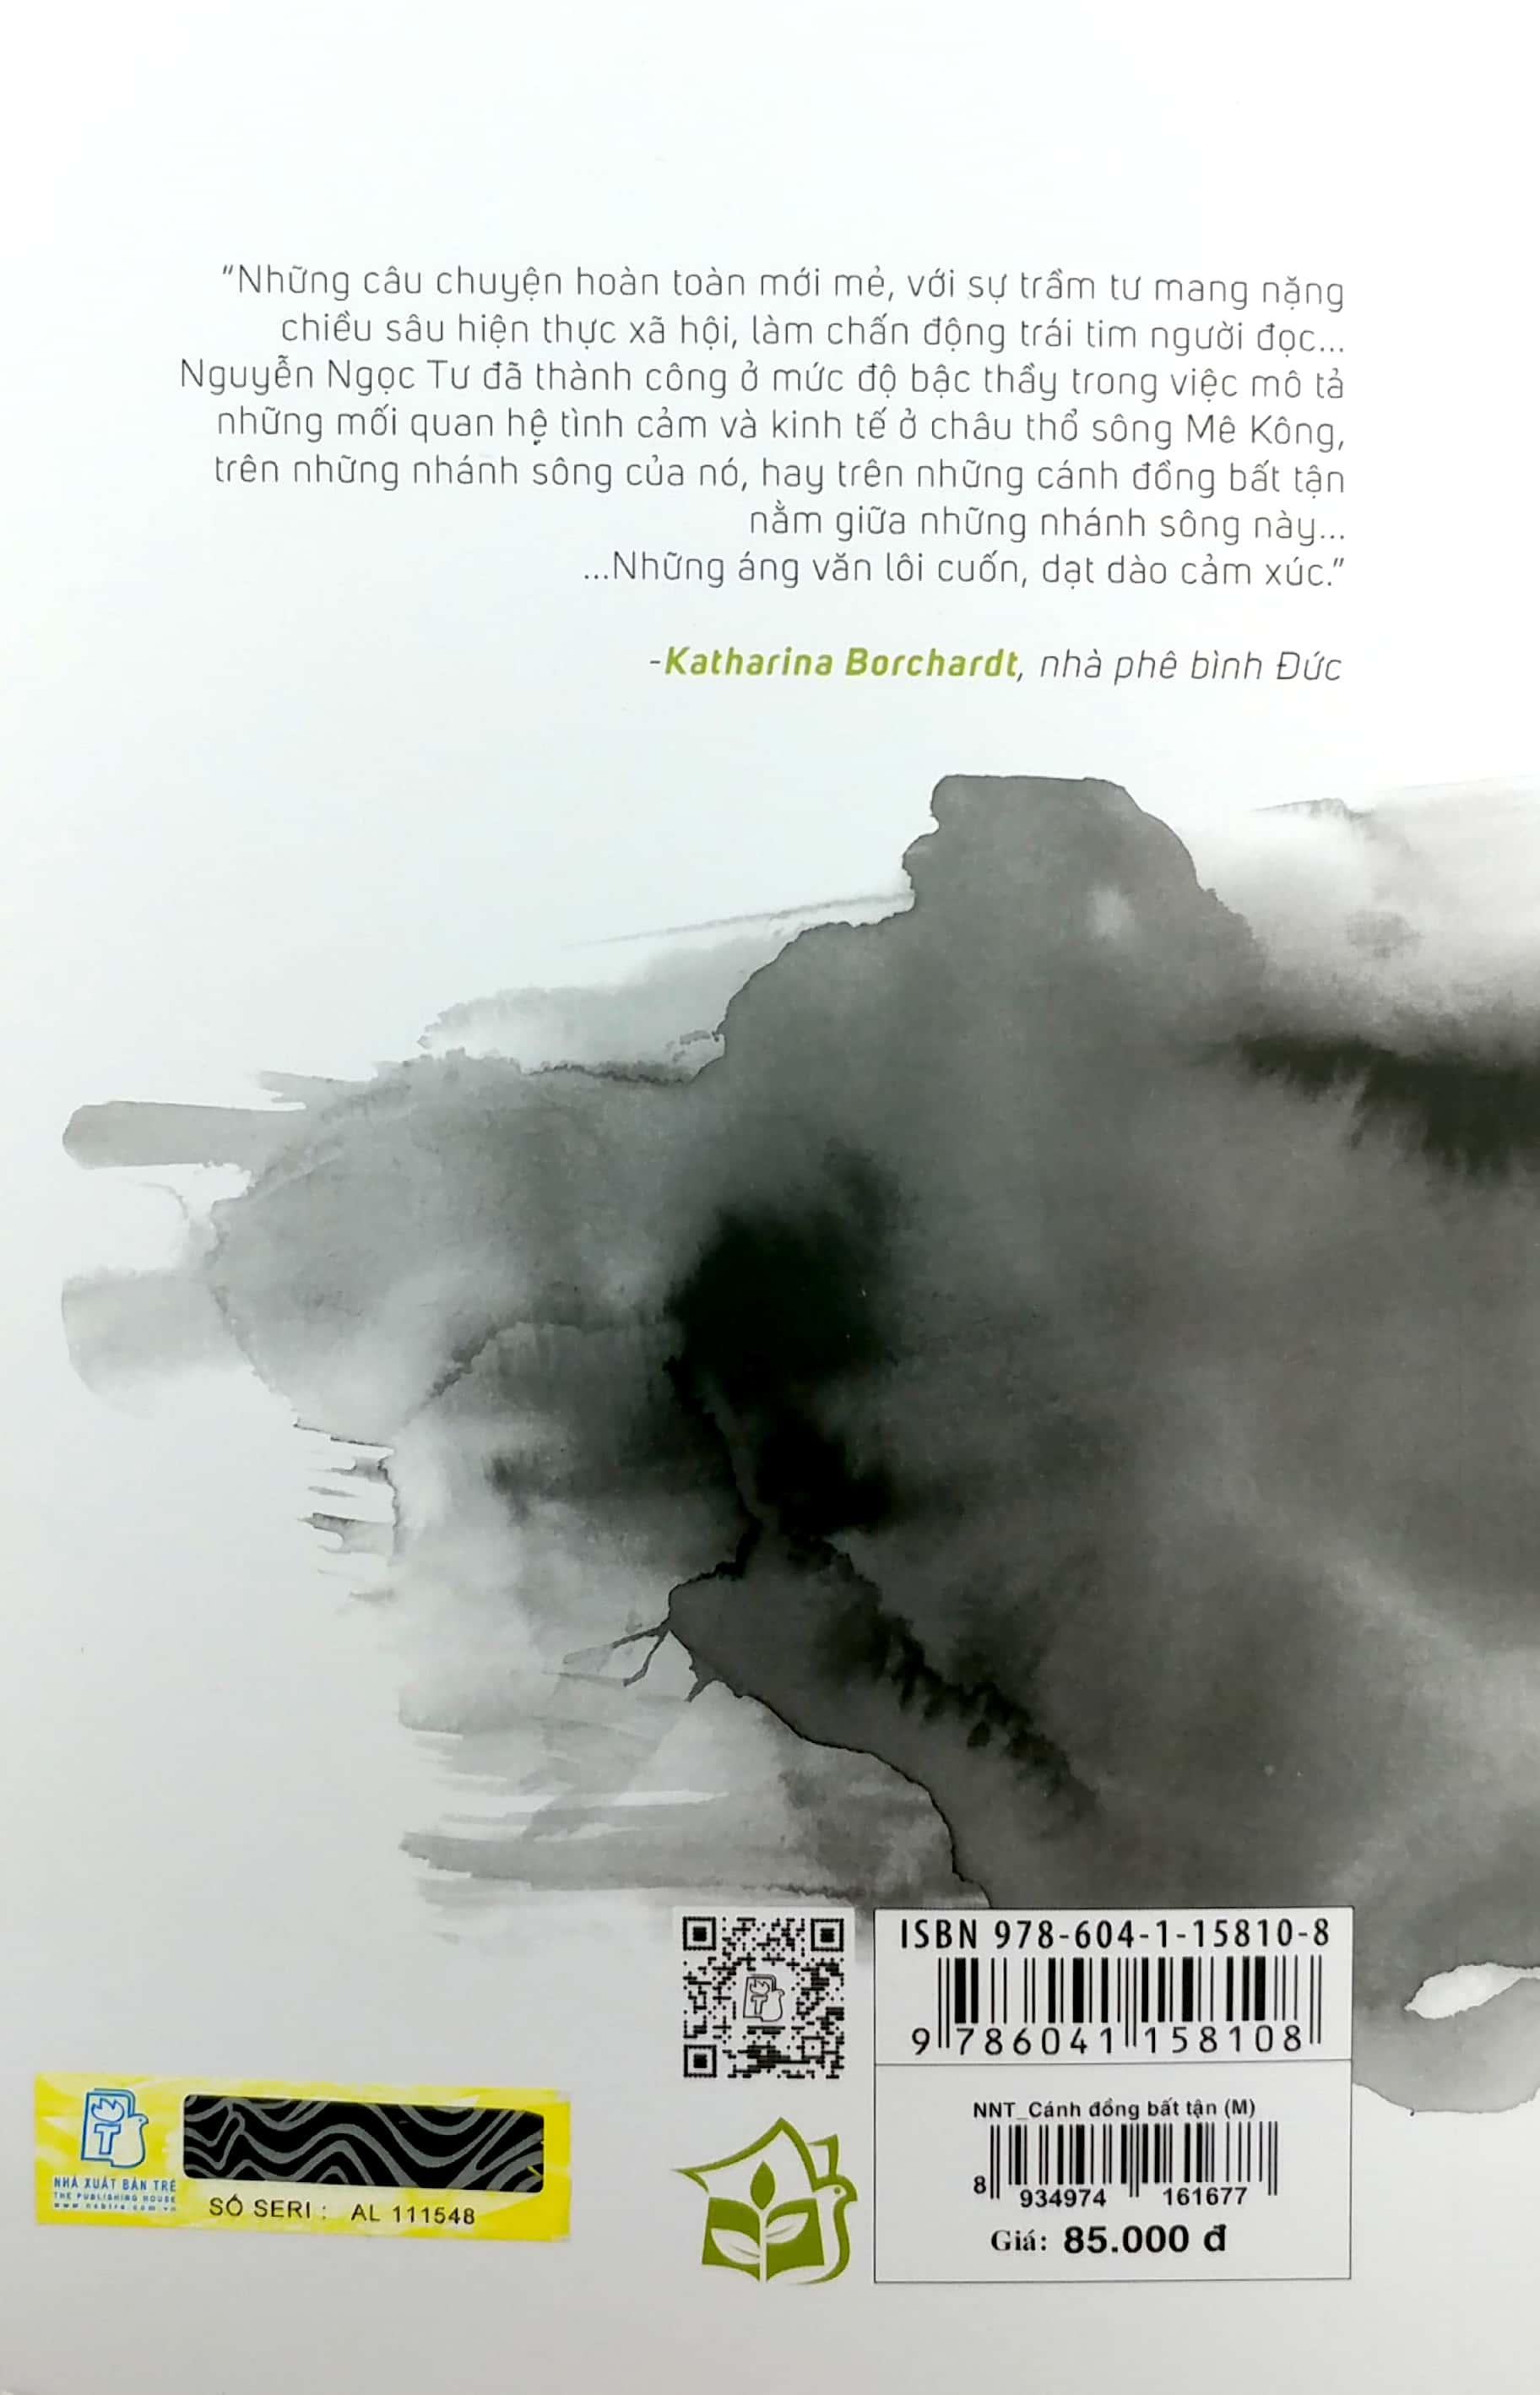 “Những câu chuyện hoàn toàn mới mẻ, với sự trầm tư mang nặng
chiều sâu hiện thực xã hội, làm chấn động trái tim người đọc...
Nguyễn Ngọc Tư đã thành công ở mức độ bậc thầy trong việc mô tả
những mối quan hệ tình cảm và kinh tế ở châu thổ sông Mê Kông,
trên những nhánh sông của nó, hay trên những cánh đồng bất tận
nằm giữa những nhánh sông này...
...Những áng văn lôi cuốn, dạt dào cảm xúc.”
-Katharina Borchardt, nhà phê bình Đức
ISBN 978-604-1-15810-8
9 786041 158108
NNT_Cánh đồng bất tận (M)
8 934974 161677
Giá: 85.000 đ
NHÀ XUẤT BẢN TRẺ
THE PUBLISHING HOUSE
www.nxbtre.com.vn
SỐ SERI : AL 111548